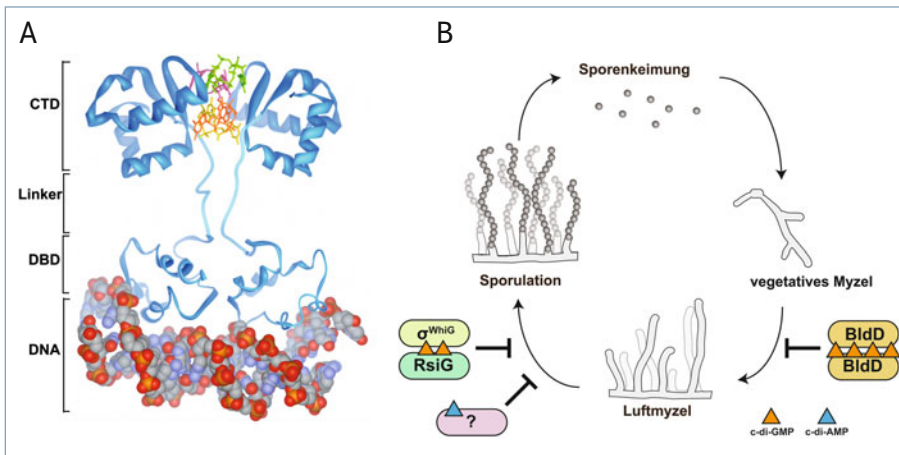 A
CTD
Linker
DBD
DNA
B
Sporenkeimung
vegetatives Myzel
BldD
BldD
Luftmyzel
c-di-GMP
c-di-AMP
?
σWhiG
RsiG
Sporulation